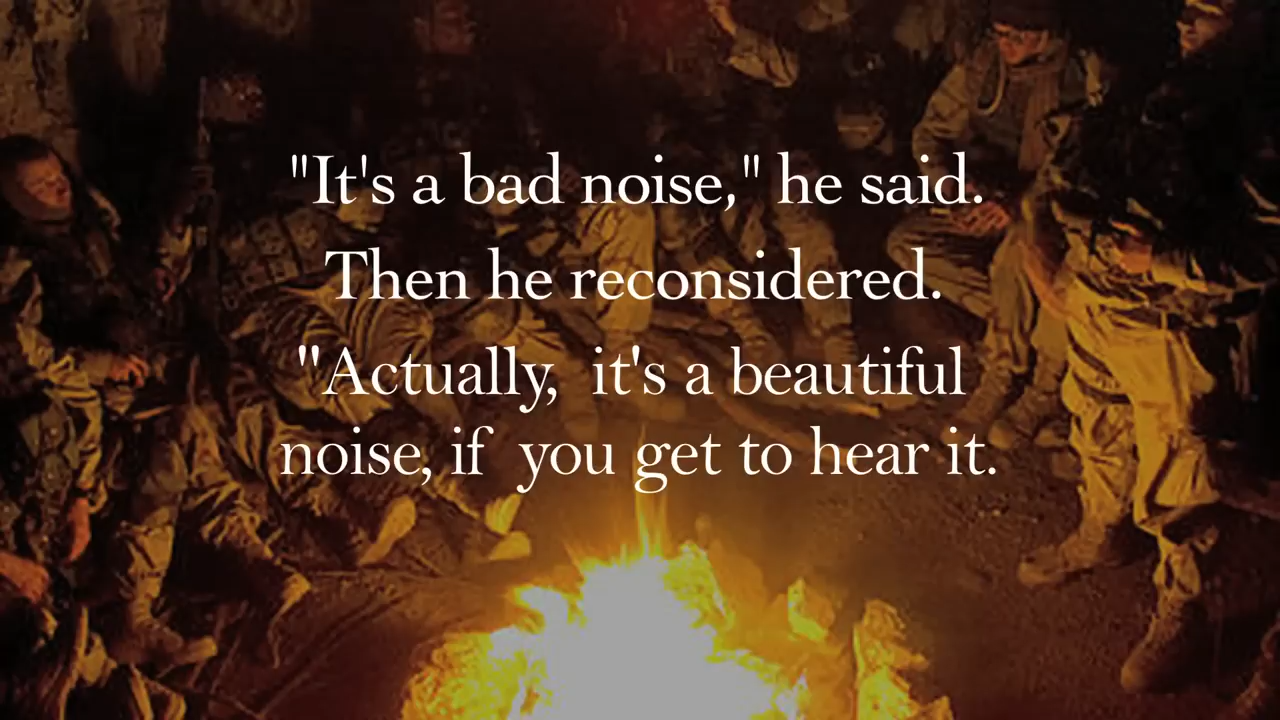 "It's a bad noise," he said.
Then he reconsidered.
"Actually,  it's a beautiful
noise, if  you get to hear it.